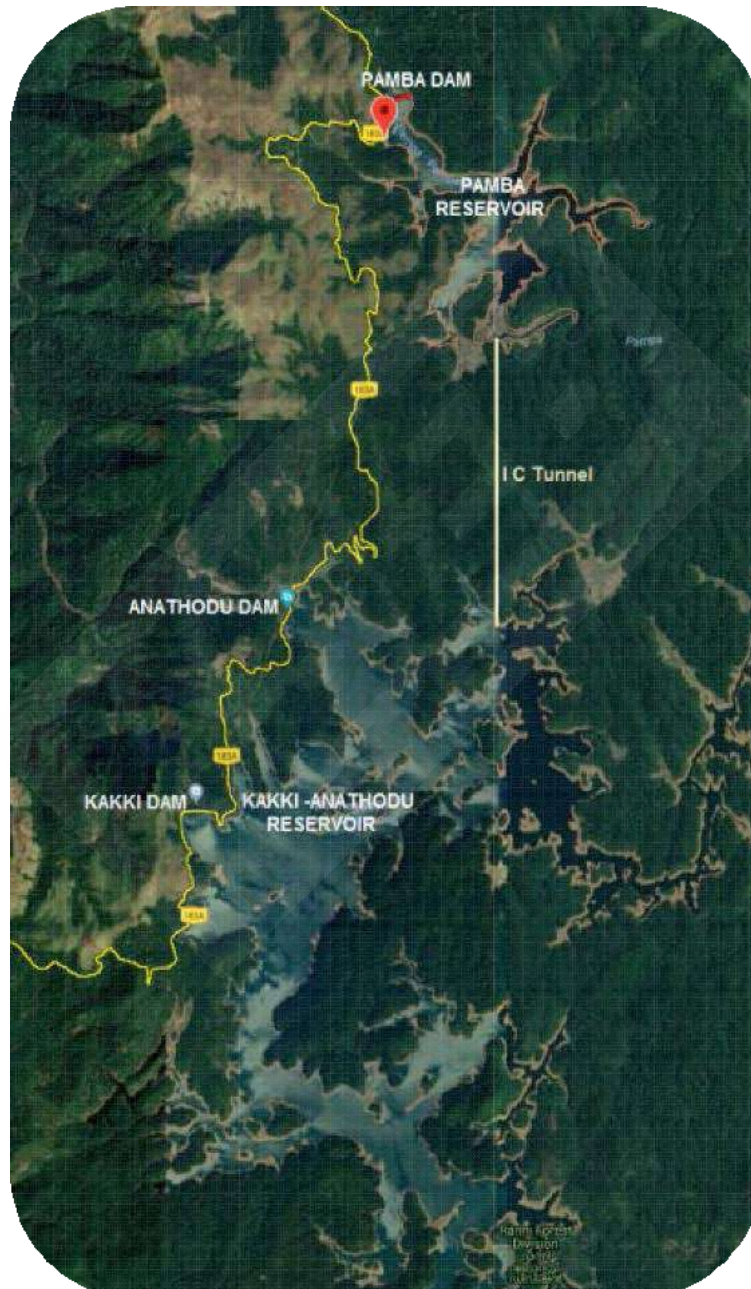 PAMBA DAM
183A
PAMBA
RESERVOIR
Pampa
183A
I C Tunnel
ANATHODU DAM
183A
KAKKI DAM
KAKKI -ANATHODU
RESERVOIR
183A
Ranni Forest
Division